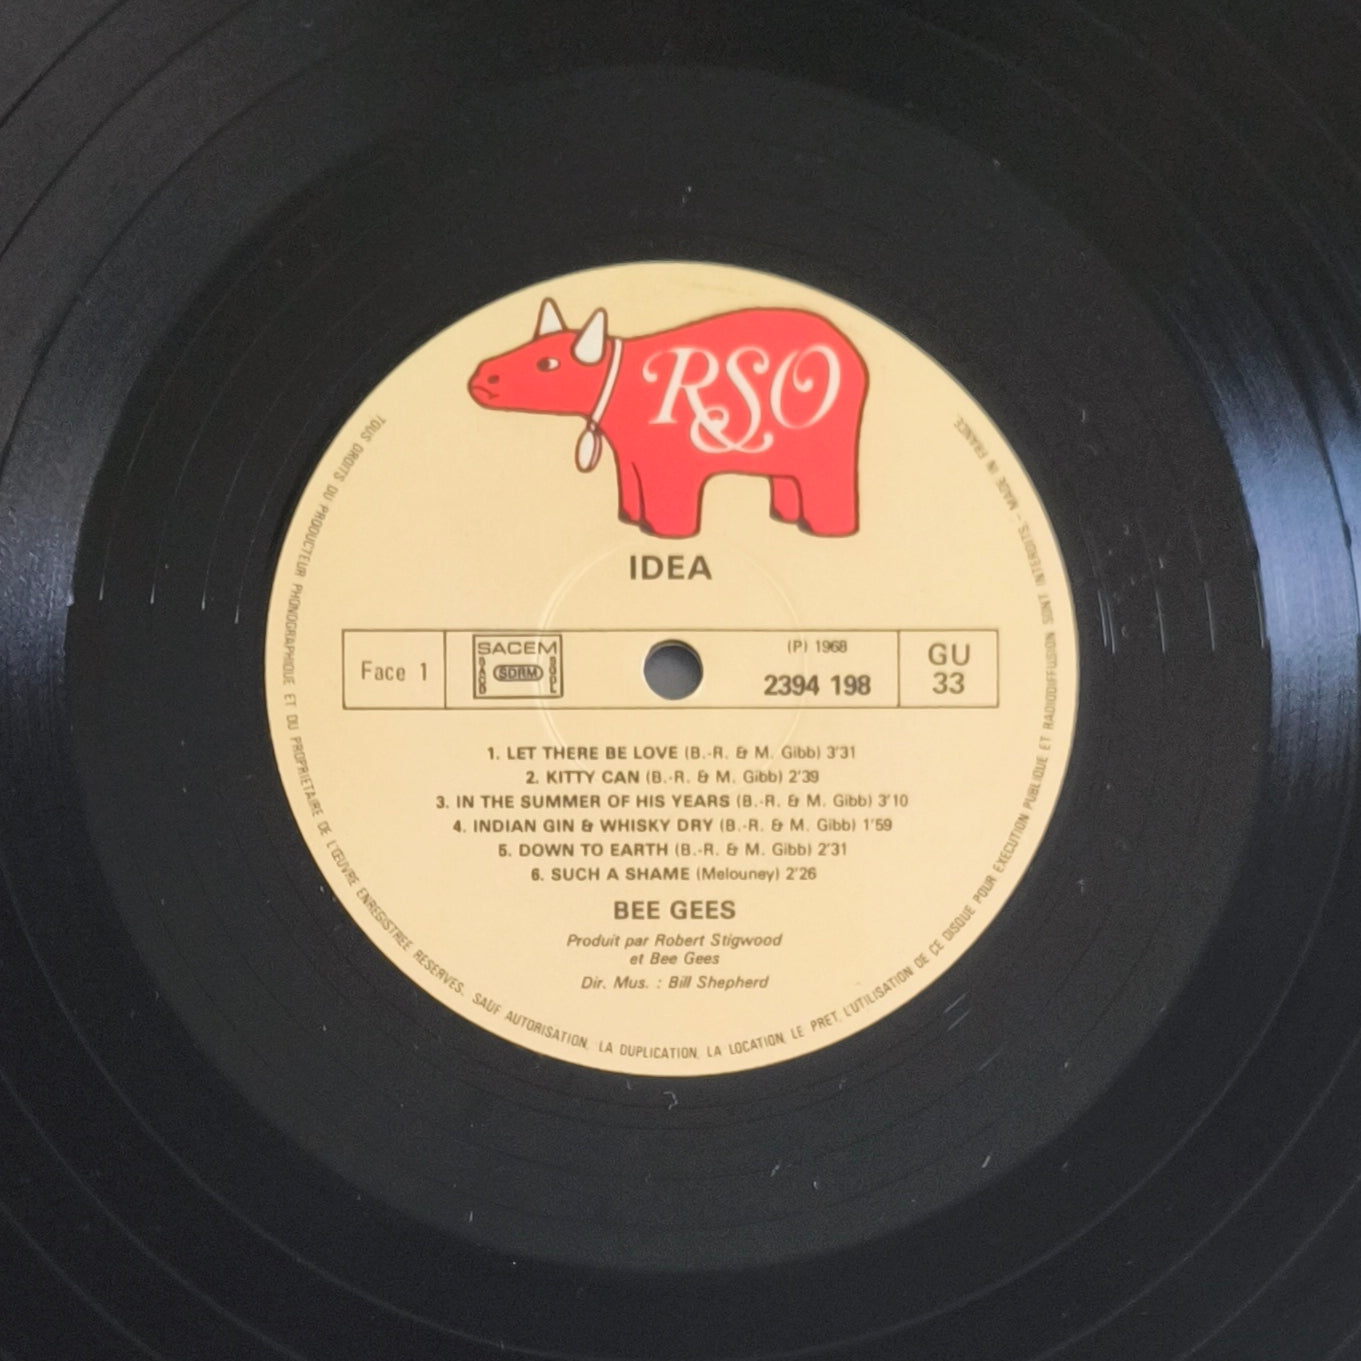 RSO
IDEA
Face 1
SACEM
SACD
SDRM
SGDL
(P) 1968
2394 198
GU
33
1. LET THERE BE LOVE (B.-R. & M. Gibb) 3'31
2. KITTY CAN (B.-R. & M. Gibb) 2'39
3. IN THE SUMMER OF HIS YEARS (B.-R. & M. Gibb) 3'10
4. INDIAN GIN & WHISKY DRY (B.-R. & M. Gibb) 1'59
5. DOWN TO EARTH (B.-R. & M. Gibb) 2'31
6. SUCH A SHAME (Melouney) 2'26
BEE GEES
Produit par Robert Stigwood
et Bee Gees
Dir. Mus. : Bill Shepherd
TOUS DROITS DU PRODUCTEUR PHONOGRAPHIQUE ET DU PROPRIETAIRE DE L'ŒUVRE ENREGISTREE RESERVES. SAUF AUTORISATION, LA DUPLICATION, LA LOCATION, LE PRET, L'UTILISATION DE CE DISQUE POUR EXECUTION PUBLIQUE ET RADIODIFFUSION SONT INTERDITS. - MADE IN FRANCE.